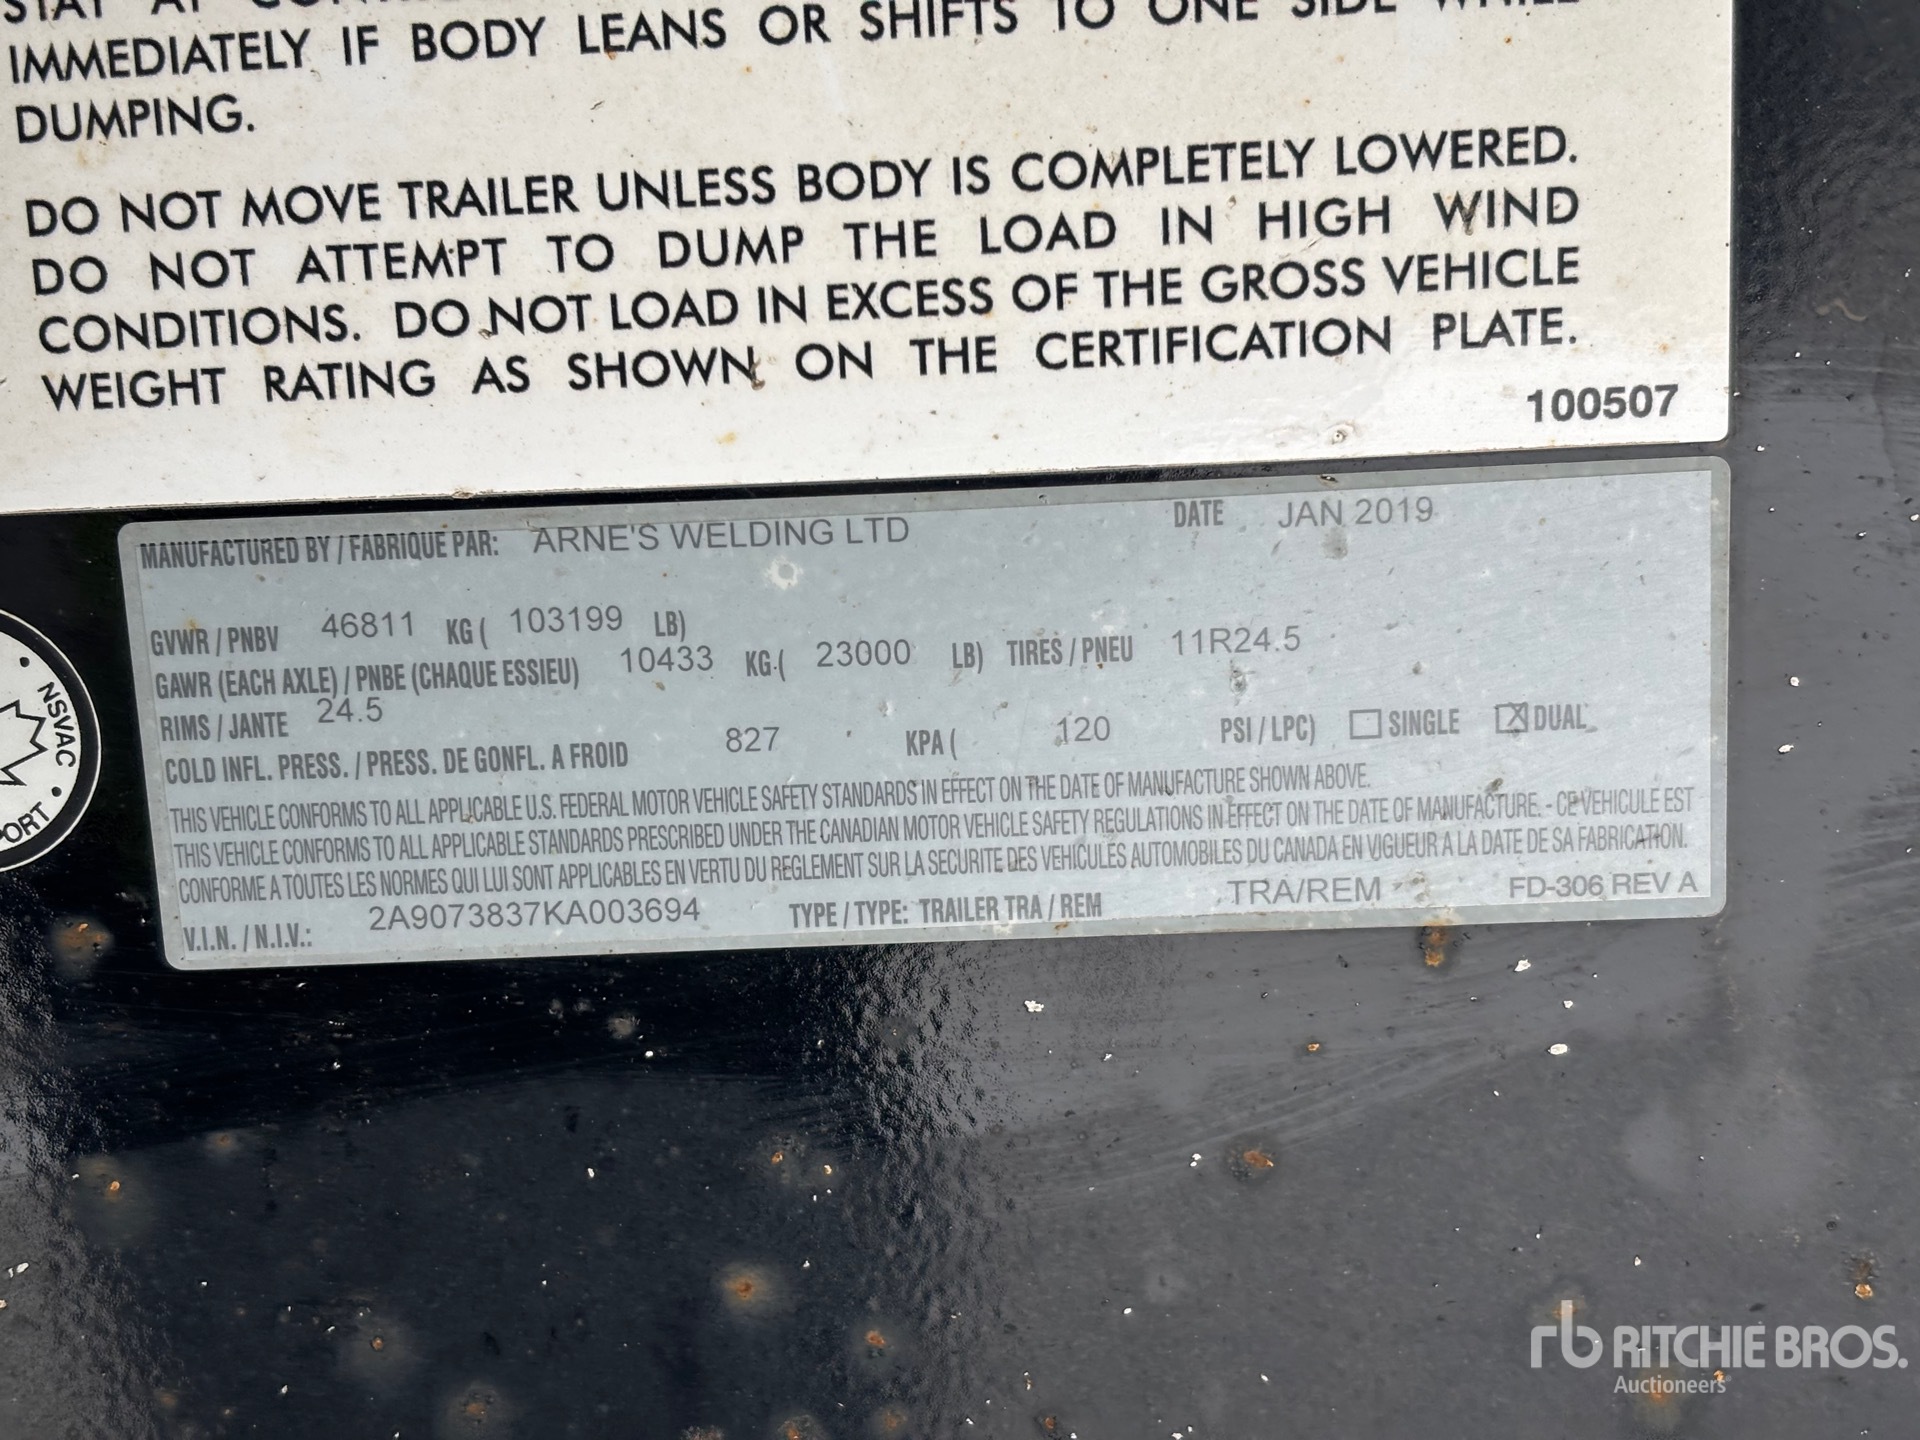 STAY AT
IMMEDIATELY IF BODY LEANS OR SHIFTS TO ONE SIDE WHILE
DUMPING.
DO NOT MOVE TRAILER UNLESS BODY IS COMPLETELY LOWERED.
DO NOT ATTEMPT TO DUMP THE LOAD IN HIGH WIND
CONDITIONS. DO NOT LOAD IN EXCESS OF THE GROSS VEHICLE
WEIGHT RATING AS SHOWN ON THE CERTIFICATION PLATE.
100507
MANUFACTURED BY / FABRIQUE PAR: ARNE'S WELDING LTD DATE JAN 2019
GVWR / PNBV 46811 KG ( 103199 LB)
GAWR (EACH AXLE) / PNBE (CHAQUE ESSIEU) 10433 KG ( 23000 LB) TIRES / PNEU 11R24.5
RIMS / JANTE 24.5
COLD INFL. PRESS. / PRESS. DE GONFL. A FROID 827 KPA ( 120 PSI / LPC) SINGLE DUAL
THIS VEHICLE CONFORMS TO ALL APPLICABLE U.S. FEDERAL MOTOR VEHICLE SAFETY STANDARDS IN EFFECT ON THE DATE OF MANUFACTURE SHOWN ABOVE.
THIS VEHICLE CONFORMS TO ALL APPLICABLE STANDARDS PRESCRIBED UNDER THE CANADIAN MOTOR VEHICLE SAFETY REGULATIONS IN EFFECT ON THE DATE OF MANUFACTURE. - CE VEHICULE EST
CONFORME A TOUTES LES NORMES QUI LUI SONT APPLICABLES EN VERTU DU REGLEMENT SUR LA SECURITE DES VEHICULES AUTOMOBILES DU CANADA EN VIGUEUR A LA DATE DE SA FABRICATION.
V.I.N. / N.I.V.: 2A9073837KA003694 TYPE / TYPE: TRAILER TRA / REM TRA/REM FD-306 REV A
NSVAC
ORT
rb RITCHIE BROS.
Auctioneers